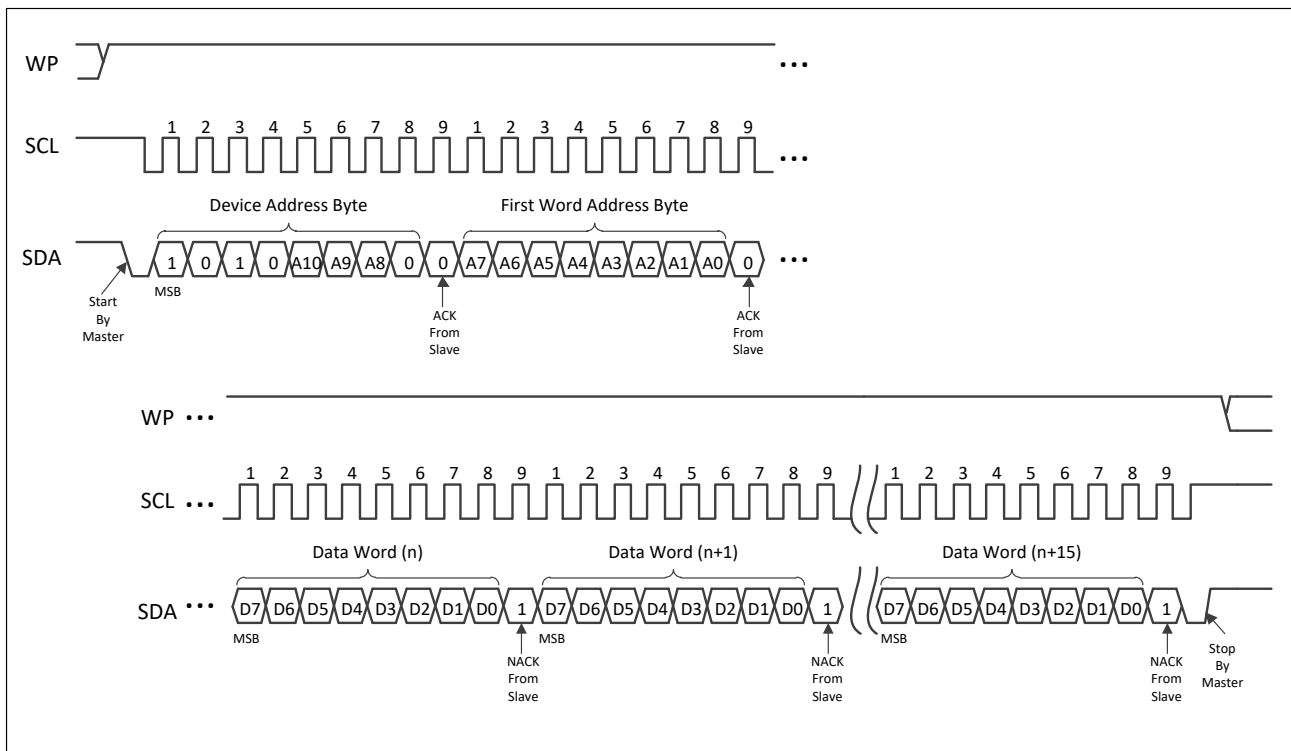 WP
...
1 2 3 4 5 6 7 8 9 1 2 3 4 5 6 7 8 9
SCL
...
Device Address Byte First Word Address Byte
SDA
1 0 1 0 A10 A9 A8 0 0 A7 A6 A5 A4 A3 A2 A1 A0 0
...
MSB
Start
By
Master
ACK
From
Slave
ACK
From
Slave
WP ...
1 2 3 4 5 6 7 8 9 1 2 3 4 5 6 7 8 9 1 2 3 4 5 6 7 8 9
SCL ...
Data Word (n) Data Word (n+1) Data Word (n+15)
SDA ...
D7 D6 D5 D4 D3 D2 D1 D0 1 D7 D6 D5 D4 D3 D2 D1 D0 1 D7 D6 D5 D4 D3 D2 D1 D0 1
MSB MSB MSB
NACK
From
Slave
NACK
From
Slave
NACK
From
Slave
Stop
By
Master